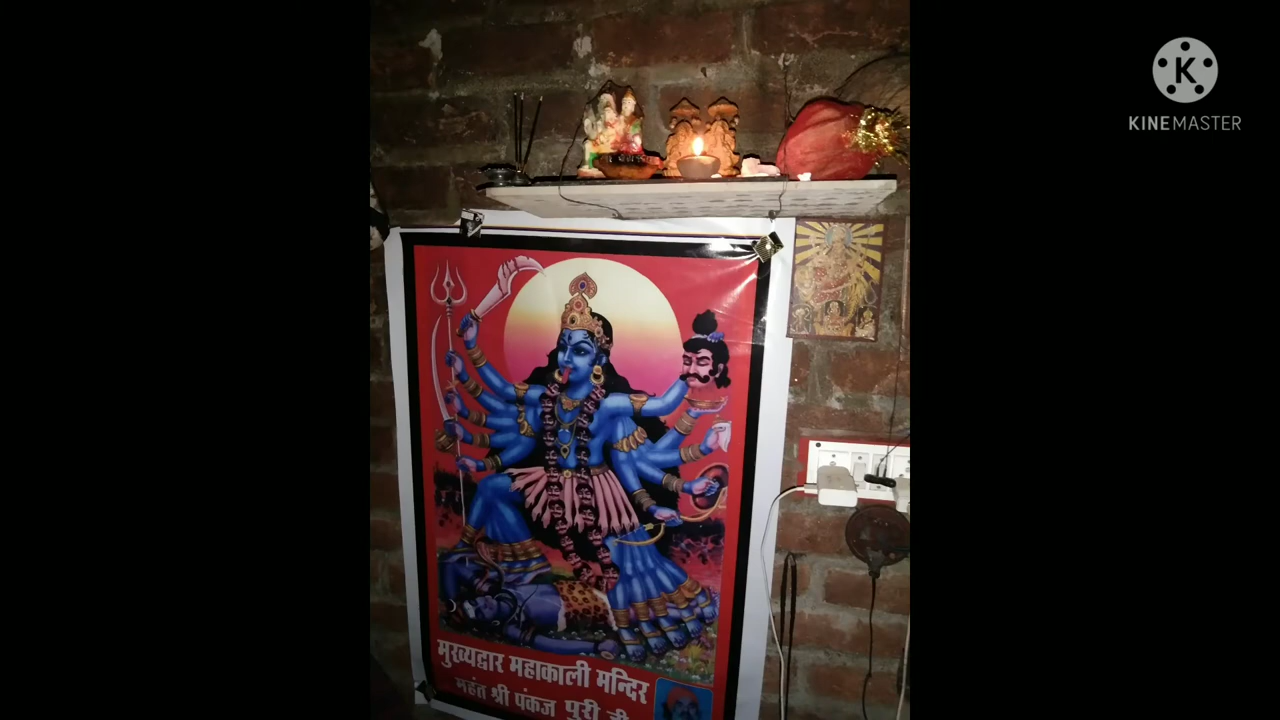 KINEMASTER
मुख्यद्वार महाकाली मन्दिर
महंत श्री पंकज पुरी जी